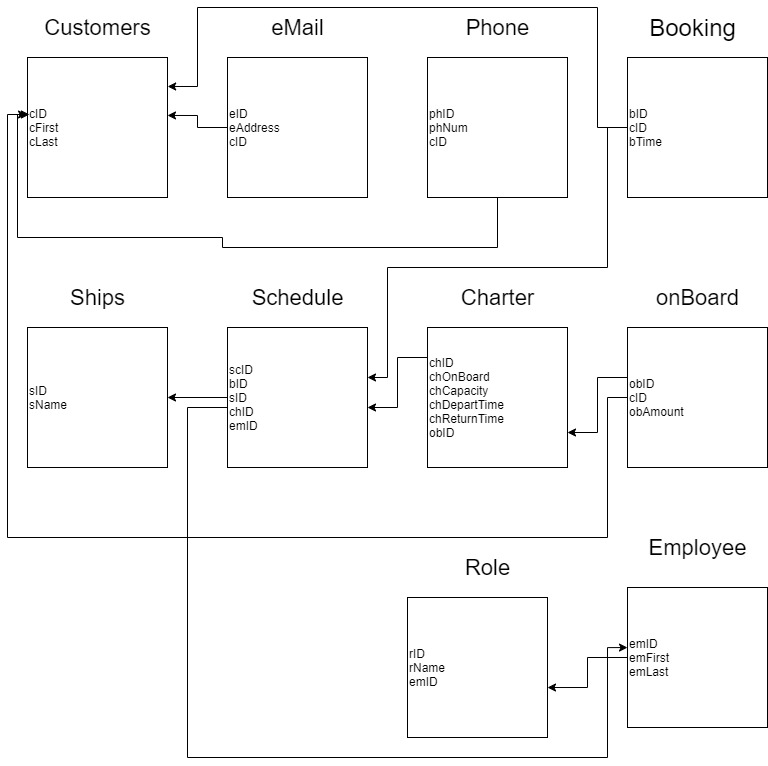 Customers
eMail
Phone
Booking
cID
cFirst
cLast
eID
eAddress
cID
phID
phNum
cID
bID
cID
bTime
Ships
Schedule
Charter
onBoard
sID
sName
scID
bID
sID
chID
emID
chID
chOnBoard
chCapacity
chDepartTime
chReturnTime
obID
obID
cID
obAmount
Role
Employee
rID
rName
emID
emID
emFirst
emLast